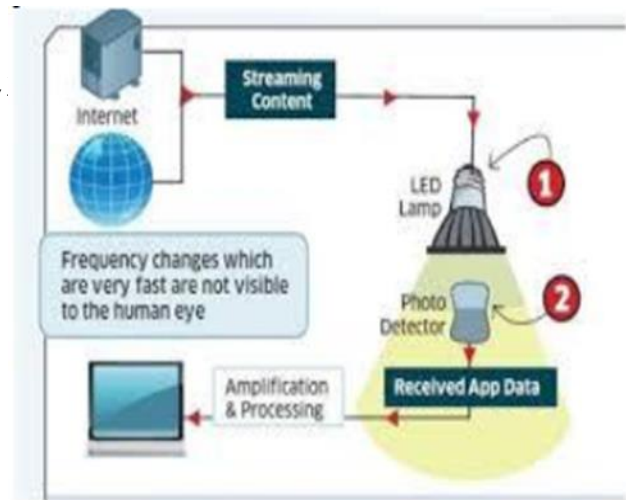 Internet
Streaming
Content
LED
Lamp
1
Frequency changes which
are very fast are not visible
to the human eye
Photo
Detector
2
Amplification
& Processing
Received App Data